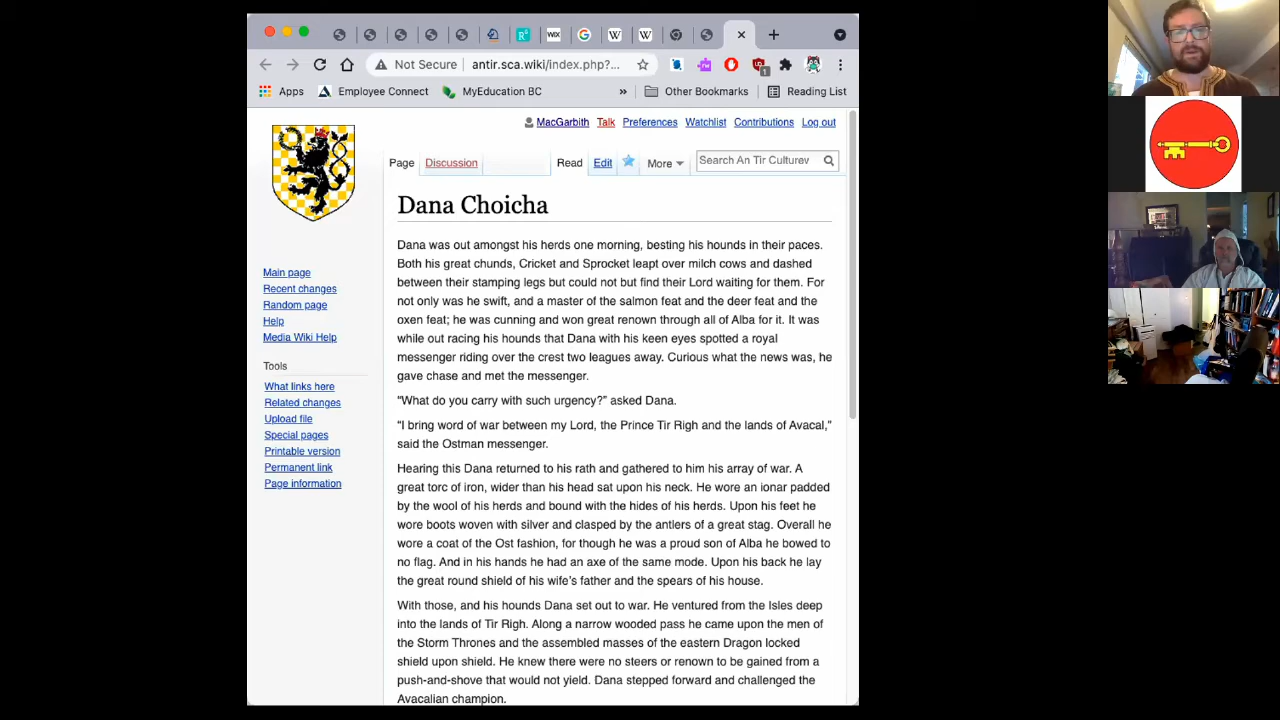 Not Secure
antir.sca.wiki/index.php?...
1
Apps
Employee Connect
MyEducation BC
»
Other Bookmarks
Reading List
MacGarbith
Talk
Preferences
Watchlist
Contributions
Log out
Page
Discussion
Read
Edit
More
Search An Tir Culturew
Dana Choicha
Main page
Recent changes
Random page
Help
Media Wiki Help
Tools
What links here
Related changes
Upload file
Special pages
Printable version
Permanent link
Page information
Dana was out amongst his herds one morning, besting his hounds in their paces.
Both his great chunds, Cricket and Sprocket leapt over milch cows and dashed
between their stamping legs but could not but find their Lord waiting for them. For
not only was he swift, and a master of the salmon feat and the deer feat and the
oxen feat; he was cunning and won great renown through all of Alba for it. It was
while out racing his hounds that Dana with his keen eyes spotted a royal
messenger riding over the crest two leagues away. Curious what the news was, he
gave chase and met the messenger.
“What do you carry with such urgency?” asked Dana.
“I bring word of war between my Lord, the Prince Tir Righ and the lands of Avacal,”
said the Ostman messenger.
Hearing this Dana returned to his rath and gathered to him his array of war. A
great torc of iron, wider than his head sat upon his neck. He wore an ionar padded
by the wool of his herds and bound with the hides of his herds. Upon his feet he
wore boots woven with silver and clasped by the antlers of a great stag. Overall he
wore a coat of the Ost fashion, for though he was a proud son of Alba he bowed to
no flag. And in his hands he had an axe of the same mode. Upon his back he lay
the great round shield of his wife's father and the spears of his house.
With those, and his hounds Dana set out to war. He ventured from the Isles deep
into the lands of Tir Righ. Along a narrow wooded pass he came upon the men of
the Storm Thrones and the assembled masses of the eastern Dragon locked
shield upon shield. He knew there were no steers or renown to be gained from a
push-and-shove that would not yield. Dana stepped forward and challenged the
Avacalian champion.